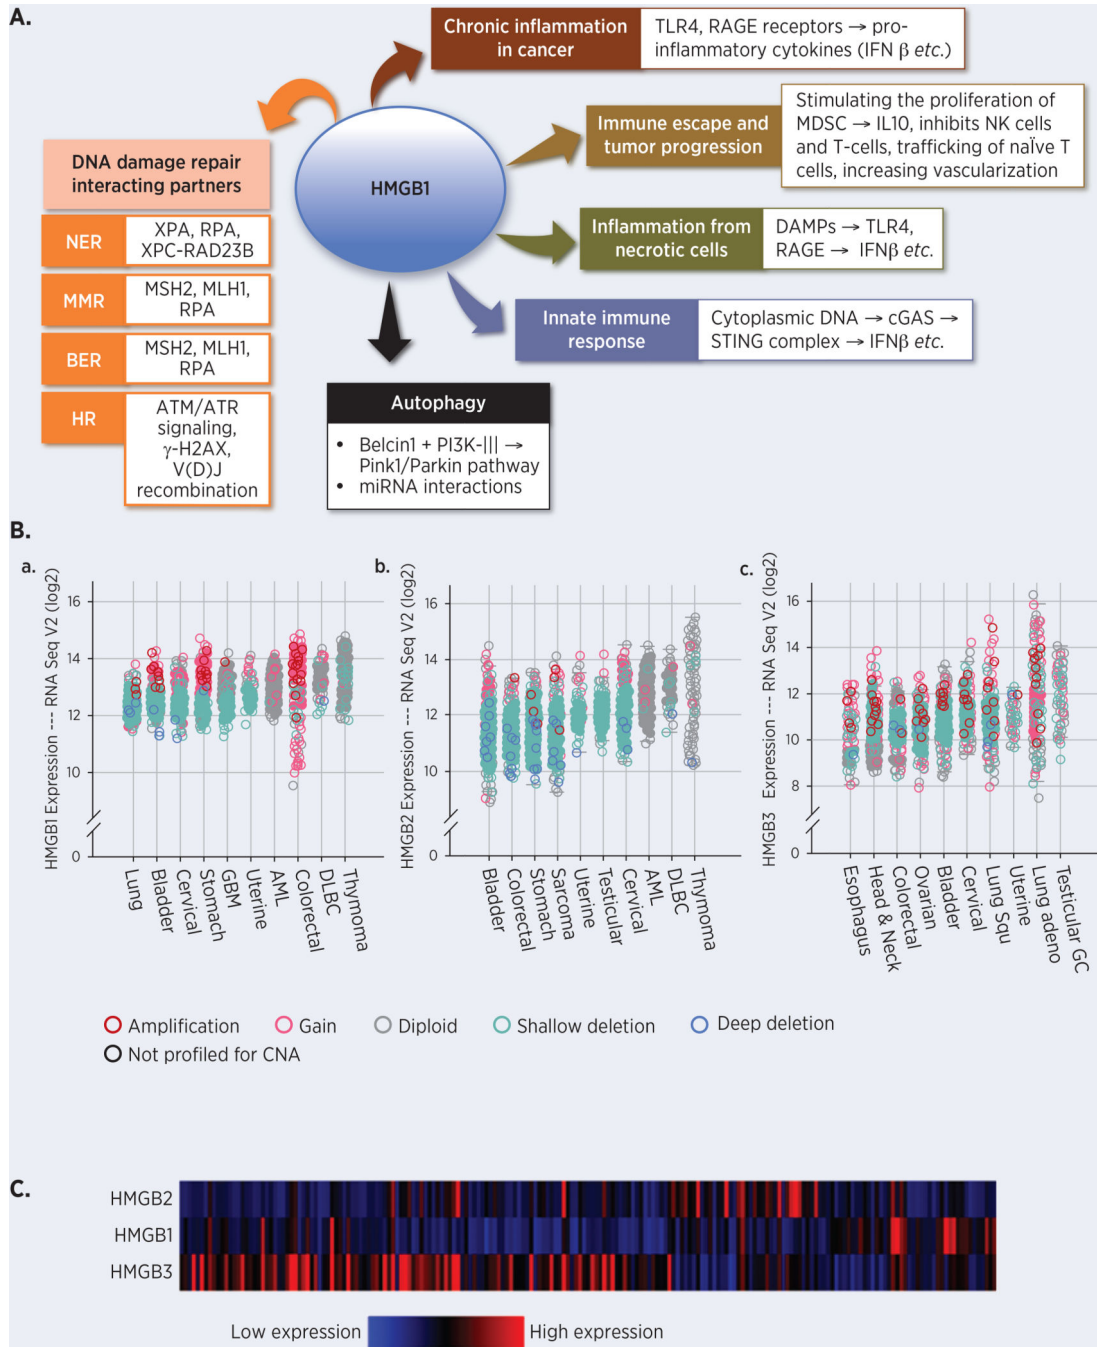 A.
Chronic inflammation
in cancer
TLR4, RAGE receptors → pro-
inflammatory cytokines (IFN β etc.)
Immune escape and
tumor progression
Stimulating the proliferation of
MDSC → IL10, inhibits NK cells
and T-cells, trafficking of naÏve T
cells, increasing vascularization
DNA damage repair
interacting partners
HMGB1
NER
XPA, RPA,
XPC-RAD23B
Inflammation from
necrotic cells
DAMPs → TLR4,
RAGE → IFNβ etc.
MMR
MSH2, MLH1,
RPA
Innate immune
response
Cytoplasmic DNA → cGAS →
STING complex → IFNβ etc.
BER
MSH2, MLH1,
RPA
HR
ATM/ATR
signaling,
γ-H2AX,
V(D)J
recombination
Autophagy
• Belcin1 + PI3K-||| →
Pink1/Parkin pathway
• miRNA interactions
B.
a.
HMGB1 Expression --- RNA Seq V2 (log2)
16
14
12
10
0
Lung
Bladder
Cervical
Stomach
GBM
Uterine
AML
Colorectal
DLBC
Thymoma
b.
HMGB2 Expression --- RNA Seq V2 (log2)
16
14
12
10
0
Bladder
Colorectal
Stomach
Sarcoma
Uterine
Testicular
Cervical
AML
DLBC
Thymoma
c.
HMGB3 Expression ---RNA Seq V2 (log2)
16
14
12
10
8
0
Esophagus
Head & Neck
Colorectal
Ovarian
Bladder
Cervical
Lung Squ
Uterine
Lung adeno
Testicular GC
Amplification
Gain
Diploid
Shallow deletion
Deep deletion
Not profiled for CNA
C.
HMGB2
HMGB1
HMGB3
Low expression
High expression